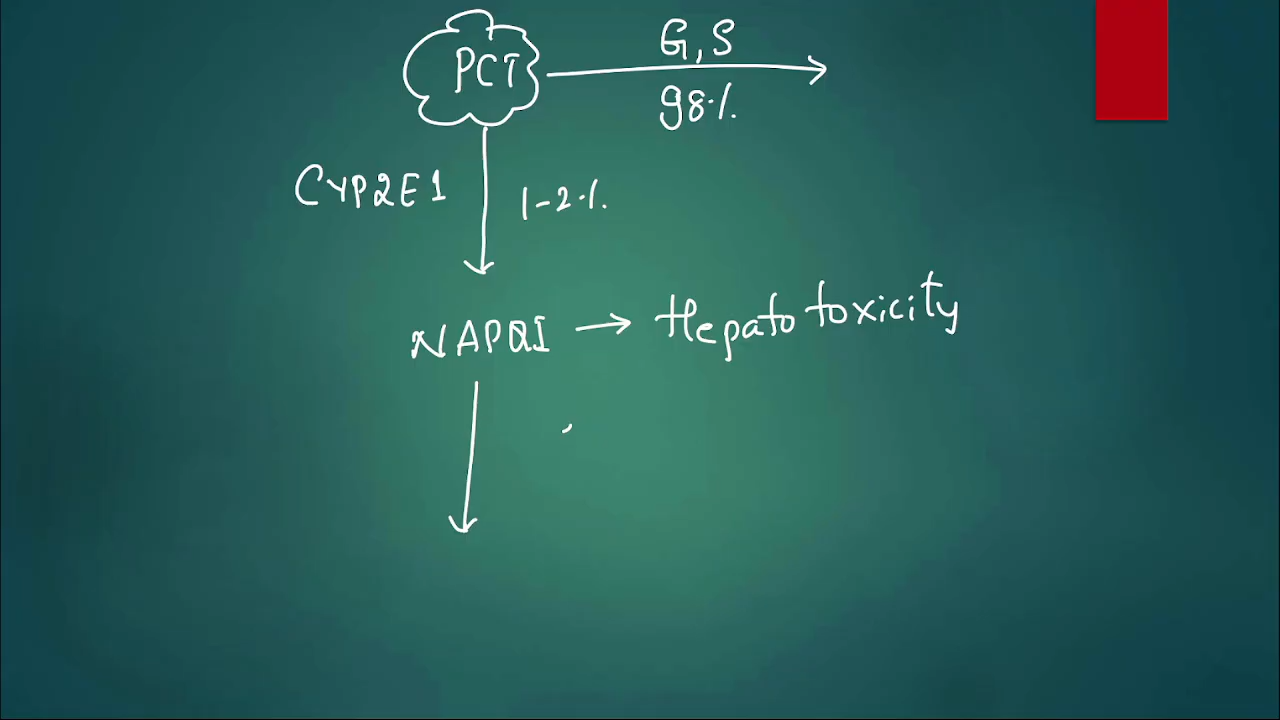 PCT
G, S
98%
CYP2E1
1-2%
NAPQI → Hepatotoxicity